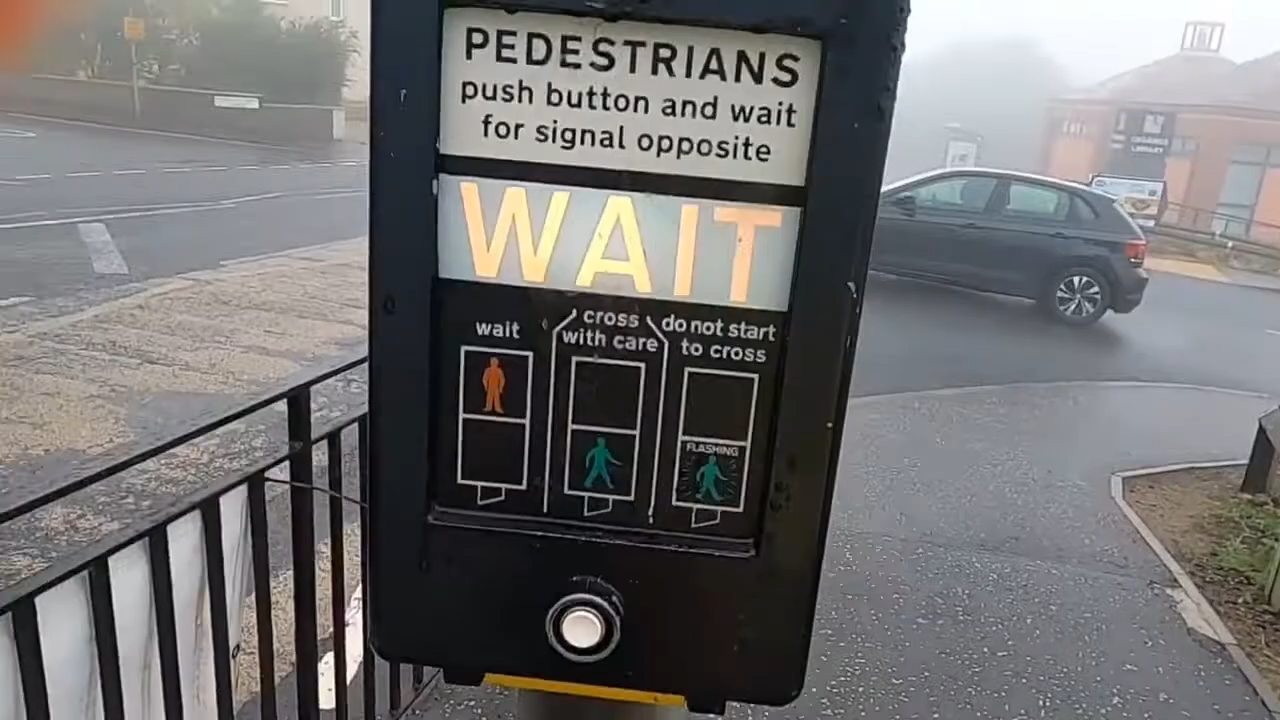 PEDESTRIANS
push button and wait
for signal opposite
WAIT
wait
cross
with care
do not start
to cross
FLASHING
LIBRARY